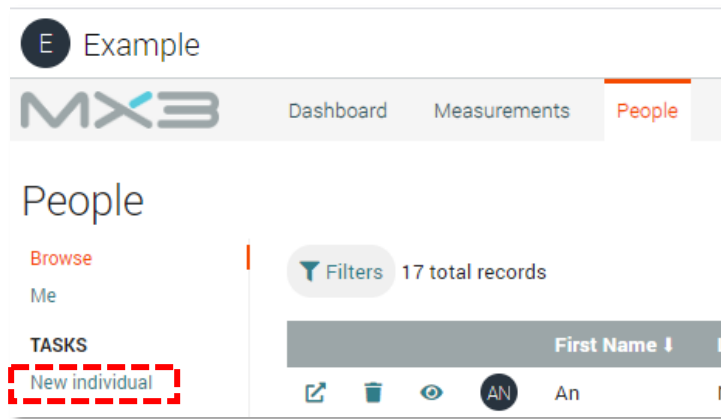 E Example
MX3 Dashboard Measurements People
People
Browse
Filters 17 total records
Me
TASKS
First Name
New individual
AN An